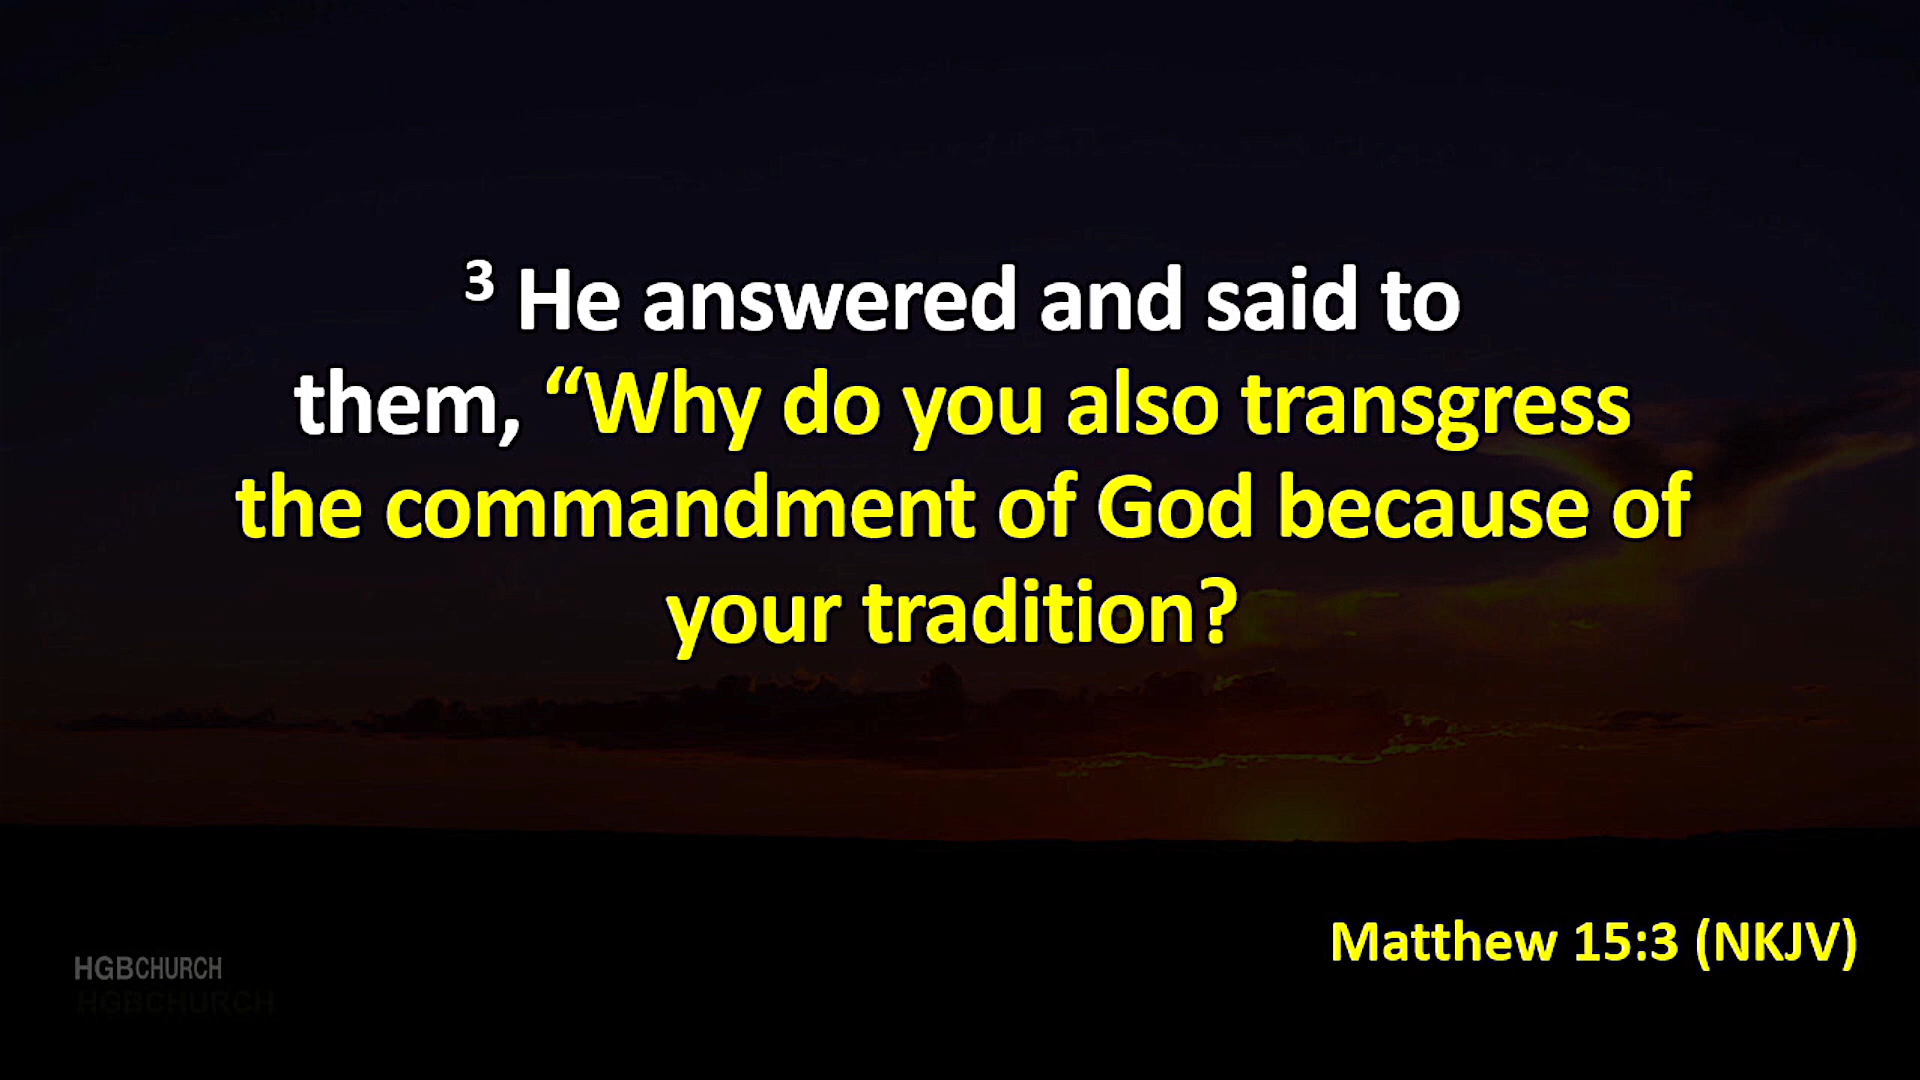 3 He answered and said to
them, “Why do you also transgress
the commandment of God because of
your tradition?
Matthew 15:3 (NKJV)
HGBCHURCH
HGBCHURCH